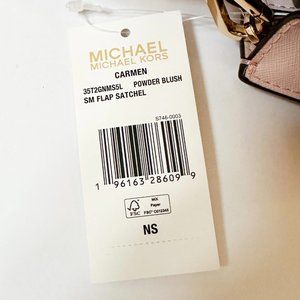 MICHAEL
MICHAEL KORS
CARMEN
35T2GNMS5L POWDER BLUSH
SM FLAP SATCHEL
S746-0003
1 96163 28609 9
FSC
MIX
Paper
NS